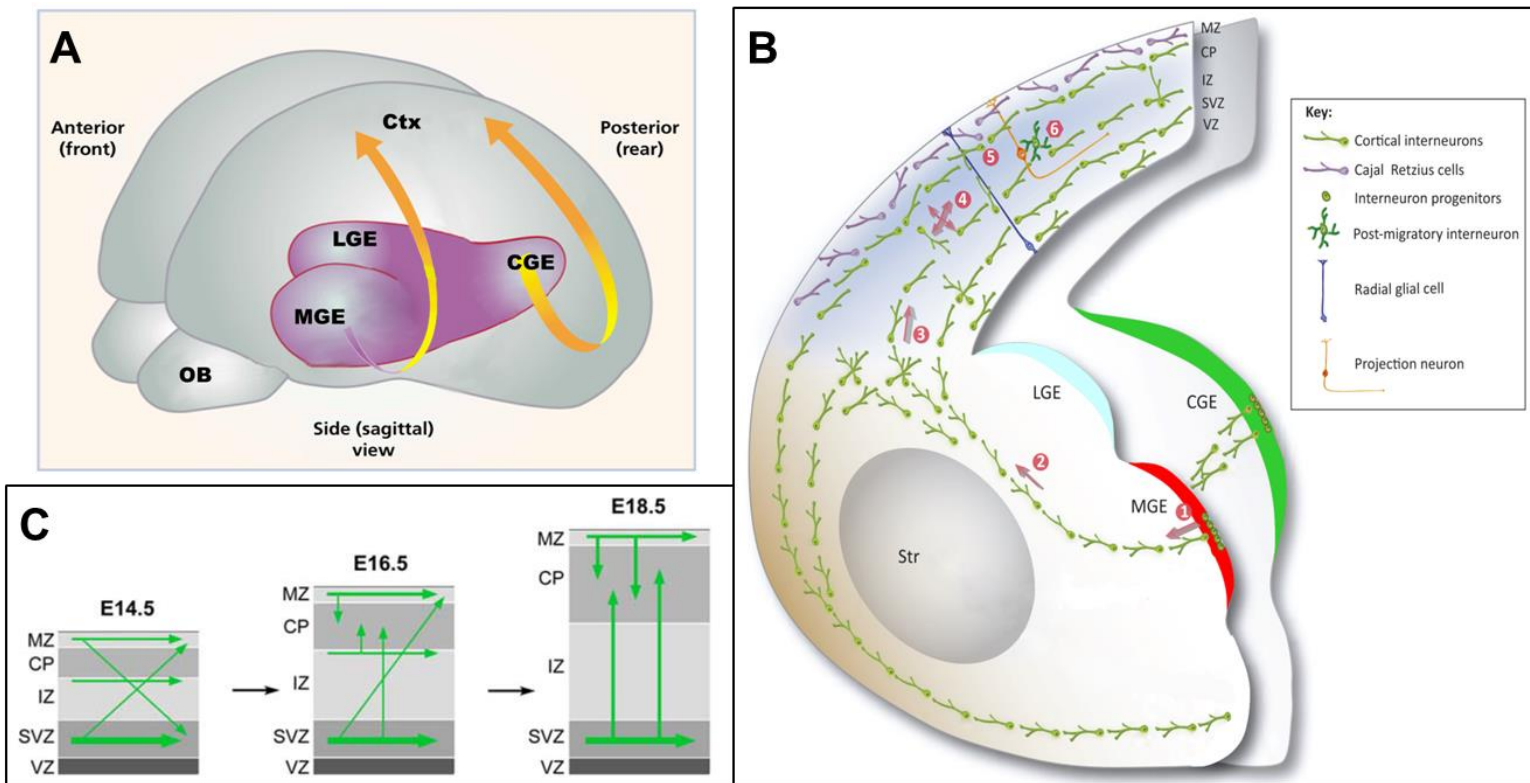 A
Anterior
(front)
Ctx
Posterior
(rear)
LGE
CGE
MGE
OB
Side (sagittal)
view
B
MZ
CP
IZ
SVZ
VZ
6
5
4
3
LGE
CGE
2
MGE
1
Str
Key:
Cortical interneurons
Cajal Retzius cells
Interneuron progenitors
Post-migratory interneuron
Radial glial cell
Projection neuron
C
E14.5
MZ
CP
IZ
SVZ
VZ
E16.5
MZ
CP
IZ
SVZ
VZ
E18.5
MZ
CP
IZ
SVZ
VZ